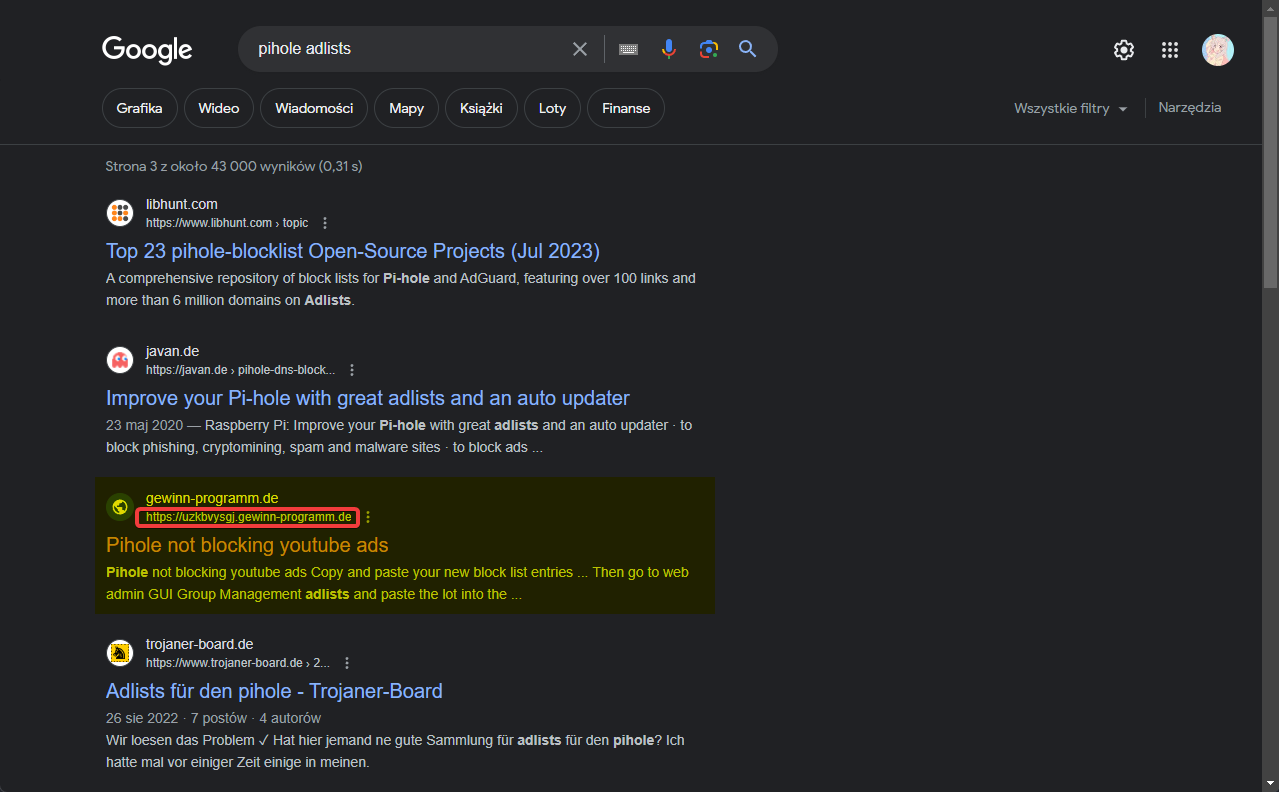 Google
pihole adlists
Grafika
Wideo
Wiadomości
Mapy
Książki
Loty
Finanse
Wszystkie filtry
Narzędzia
Strona 3 z około 43 000 wyników (0,31 s)
libhunt.com
https://www.libhunt.com › topic
Top 23 pihole-blocklist Open-Source Projects (Jul 2023)
A comprehensive repository of block lists for Pi-hole and AdGuard, featuring over 100 links and
more than 6 million domains on Adlists.
javan.de
https://javan.de › pihole-dns-block...
Improve your Pi-hole with great adlists and an auto updater
23 maj 2020 — Raspberry Pi: Improve your Pi-hole with great adlists and an auto updater · to
block phishing, cryptomining, spam and malware sites · to block ads ...
gewinn-programm.de
https://uzkbvysgj.gewinn-programm.de
Pihole not blocking youtube ads
Pihole not blocking youtube ads Copy and paste your new block list entries ... Then go to web
admin GUI Group Management adlists and paste the lot into the ...
trojaner-board.de
https://www.trojaner-board.de › 2...
Adlists für den pihole - Trojaner-Board
26 sie 2022 · 7 postów · 4 autorów
Wir loesen das Problem ✓ Hat hier jemand ne gute Sammlung für adlists für den pihole? Ich
hatte mal vor einiger Zeit einige in meinen.